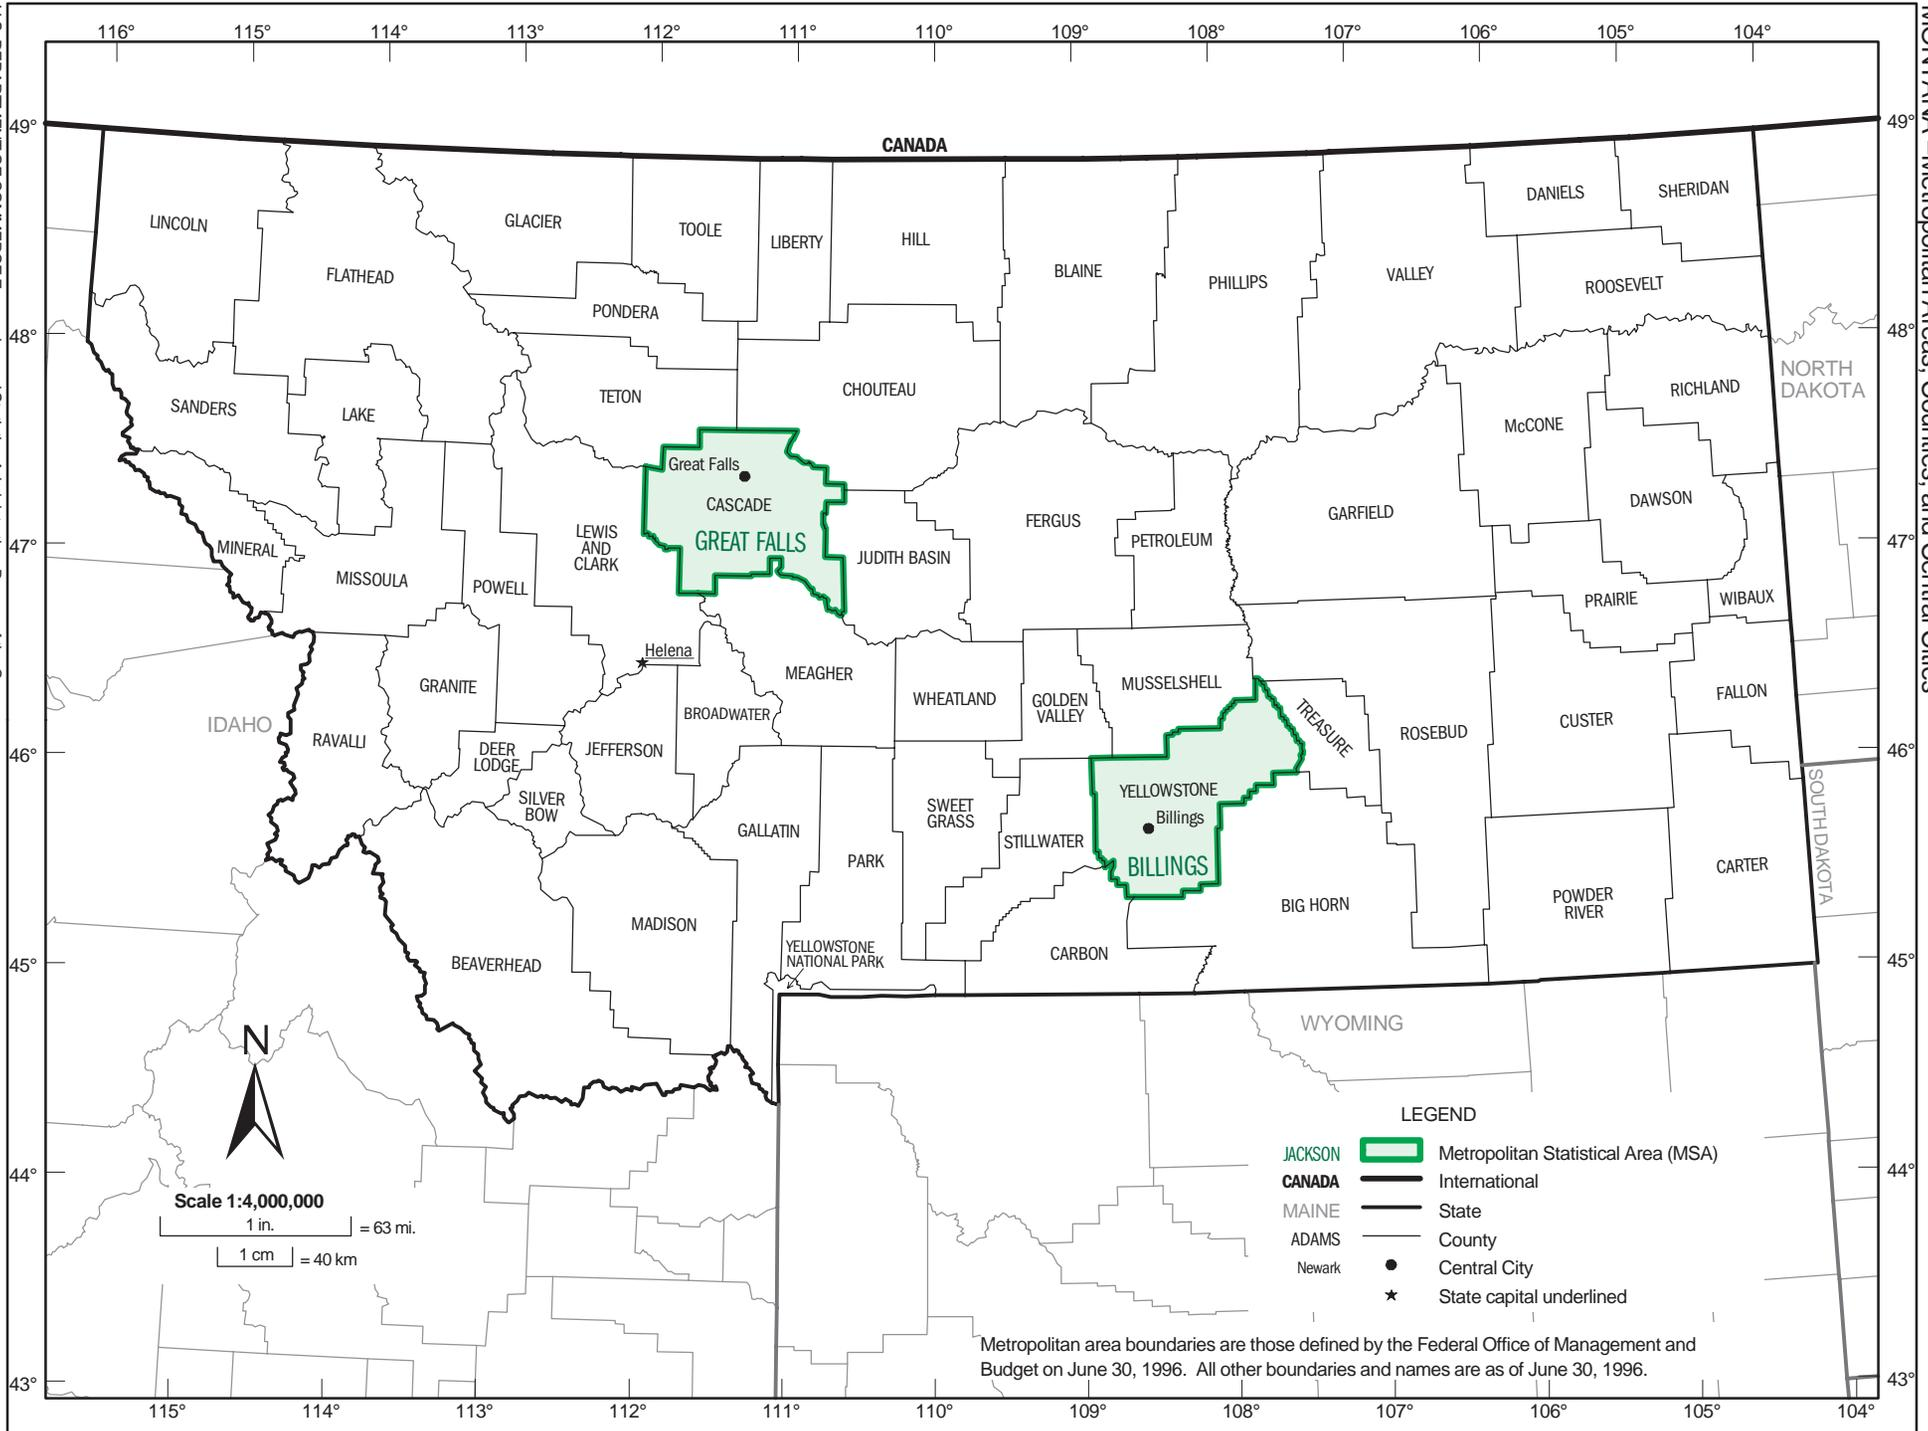 116°
115°
114°
113°
112°
111°
110°
109°
108°
107°
106°
105°
104°
49°
CANADA
49°
LINCOLN
GLACIER
TOOLE
LIBERTY
HILL
BLAINE
PHILLIPS
VALLEY
DANIELS
SHERIDAN
FLATHEAD
PONDERA
ROOSEVELT
48°
48°
SANDERS
LAKE
TETON
CHOUTEAU
McCONE
RICHLAND
NORTH
DAKOTA
Great Falls
CASCADE
GREAT FALLS
FERGUS
PETROLEUM
GARFIELD
DAWSON
47°
47°
MINERAL
MISSOULA
POWELL
LEWIS
AND
CLARK
JUDITH BASIN
PRAIRIE
WIBAUX
Helena
GRANITE
MEAGHER
WHEATLAND
GOLDEN
VALLEY
MUSSELSHELL
TREASURE
ROSEBUD
CUSTER
FALLON
IDAHO
RAVALLI
DEER
LODGE
JEFFERSON
BROADWATER
46°
46°
SILVER
BOW
GALLATIN
PARK
SWEET
GRASS
STILLWATER
YELLOWSTONE
Billings
BILLINGS
BIG HORN
POWDER
RIVER
CARTER
SOUTH DAKOTA
BEAVERHEAD
MADISON
YELLOWSTONE
NATIONAL PARK
CARBON
45°
45°
WYOMING
N
LEGEND
JACKSON Metropolitan Statistical Area (MSA)
CANADA International
MAINE State
ADAMS County
Newark Central City
State capital underlined
44°
44°
Scale 1:4,000,000
1 in. = 63 mi.
1 cm = 40 km
Metropolitan area boundaries are those defined by the Federal Office of Management and
Budget on June 30, 1996. All other boundaries and names are as of June 30, 1996.
43°
43°
115°
114°
113°
112°
111°
110°
109°
108°
107°
106°
105°
104°